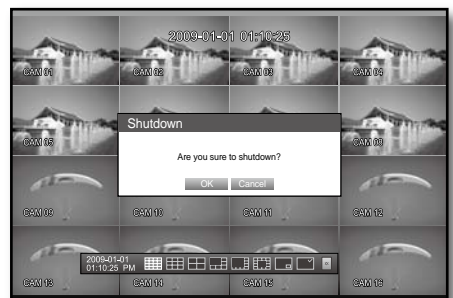 2009-01-01 01:10:25
CAM 01
CAM 02
CAM 03
CAM 04
CAM 05
CAM 08
Shutdown
Are you sure to shutdown?
OK
Cancel
CAM 09
CAM 10
CAM 11
CAM 12
2009-01-01
01:10:25 PM
CAM 13
CAM 14
CAM 15
CAM 16